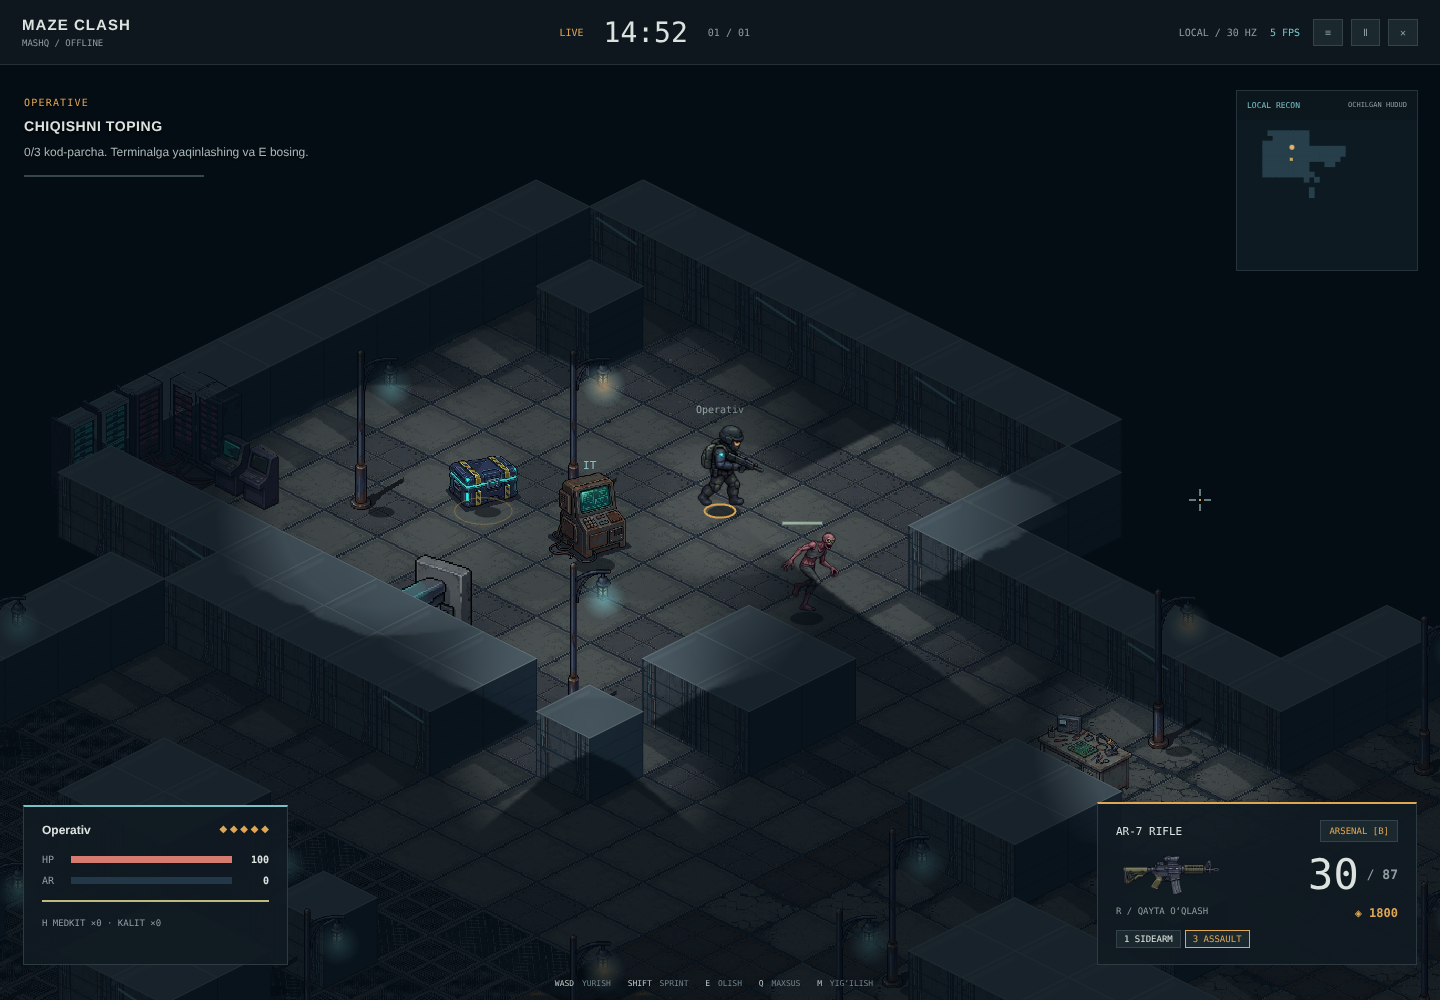 MAZE CLASH
MASHQ / OFFLINE
LIVE 14:52 01 / 01
LOCAL / 30 HZ 5 FPS
OPERATIVE
CHIQISHNI TOPING
0/3 kod-parcha. Terminalga yaqinlashing va E bosing.
LOCAL RECON OCHILGAN HUDUD
Operativ
IT
Operativ
HP 100
AR 0
H MEDKIT ×0 · KALIT ×0
AR-7 RIFLE ARSENAL [B]
30 / 87
R / QAYTA O'QLASH 1800
1 SIDEARM 3 ASSAULT
WASD YURISH SHIFT SPRINT E OLISH Q MAXSUS M YIG'ILISH